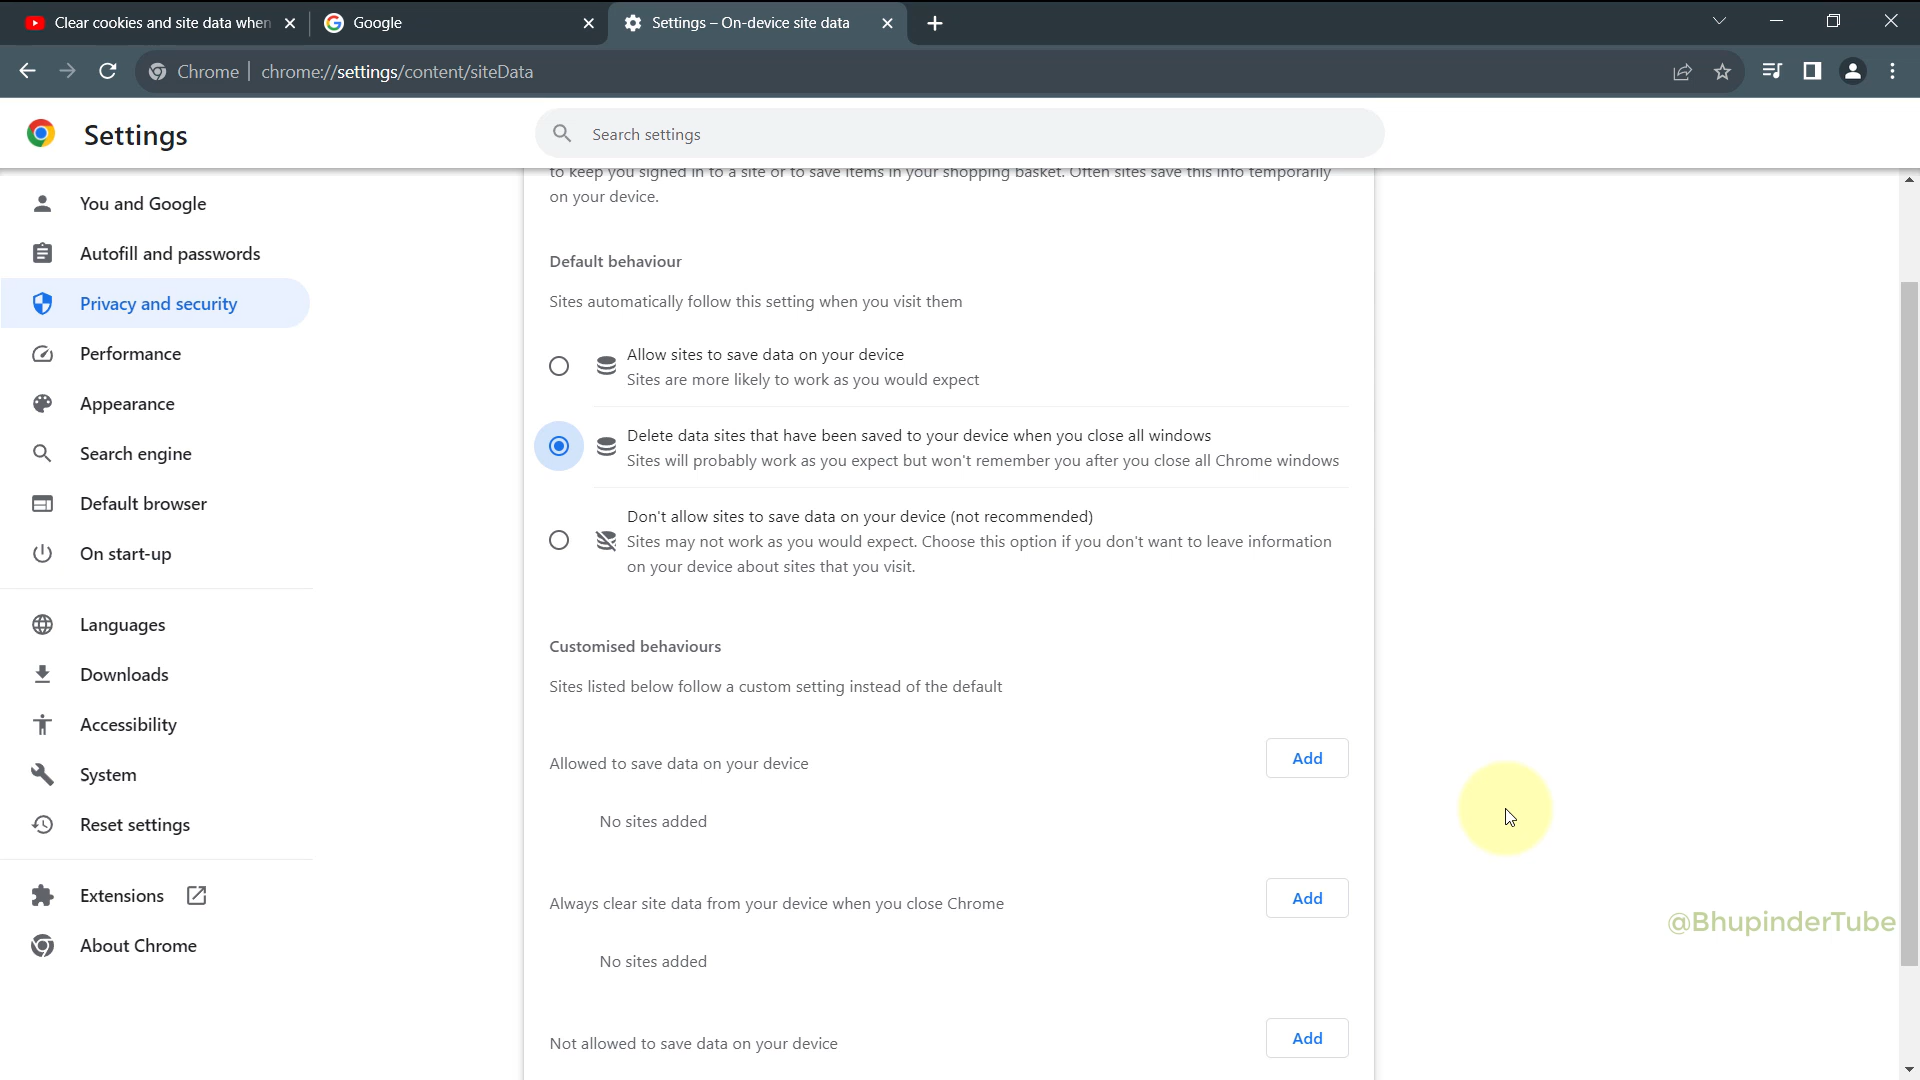 Clear cookies and site data when
Google
Settings – On-device site data
Chrome
chrome://settings/content/siteData
Settings
Search settings
You and Google
Autofill and passwords
Privacy and security
Performance
Appearance
Search engine
Default browser
On start-up
Languages
Downloads
Accessibility
System
Reset settings
Extensions
About Chrome
to keep you signed in to a site or to save items in your shopping basket. Often sites save this info temporarily
on your device.
Default behaviour
Sites automatically follow this setting when you visit them
Allow sites to save data on your device
Sites are more likely to work as you would expect
Delete data sites that have been saved to your device when you close all windows
Sites will probably work as you expect but won't remember you after you close all Chrome windows
Don't allow sites to save data on your device (not recommended)
Sites may not work as you would expect. Choose this option if you don't want to leave information
on your device about sites that you visit.
Customised behaviours
Sites listed below follow a custom setting instead of the default
Allowed to save data on your device
Add
No sites added
Always clear site data from your device when you close Chrome
Add
No sites added
Not allowed to save data on your device
Add
@BhupinderTube